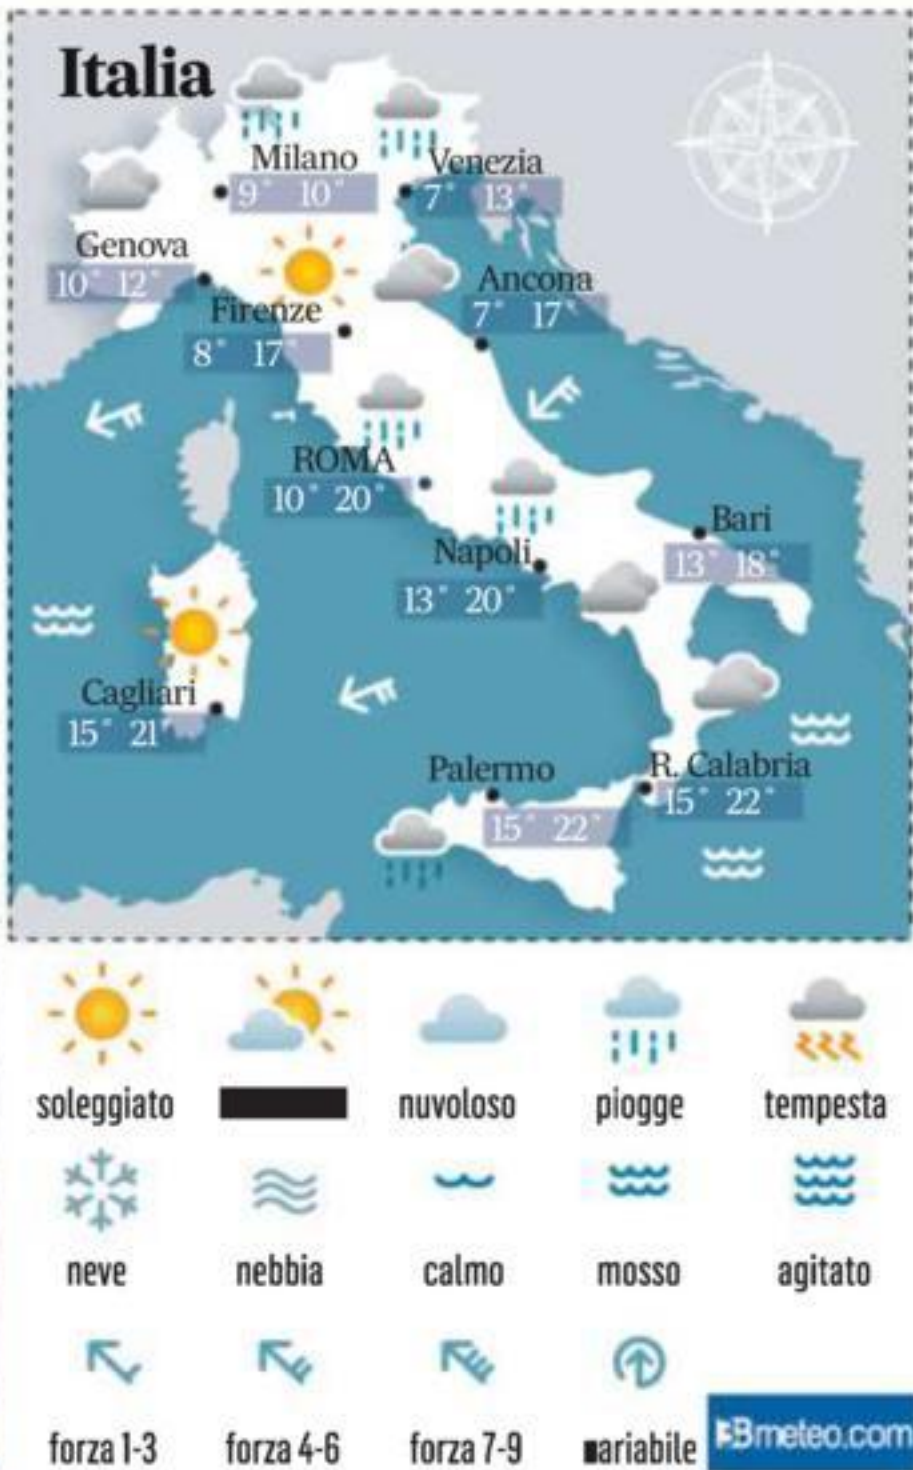 Italia
Milano
9° 10°
Venezia
7° 13°
Genova
10° 12°
Ancona
7° 17°
Firenze
8° 17°
ROMA
10° 20°
Bari
13° 18°
Napoli
13° 20°
Cagliari
15° 21°
Palermo
15° 22°
R. Calabria
15° 22°
soleggiato
nuvoloso
piogge
tempesta
neve
nebbia
calmo
mosso
agitato
forza 1-3
forza 4-6
forza 7-9
ariabile
3Bmeteo.com